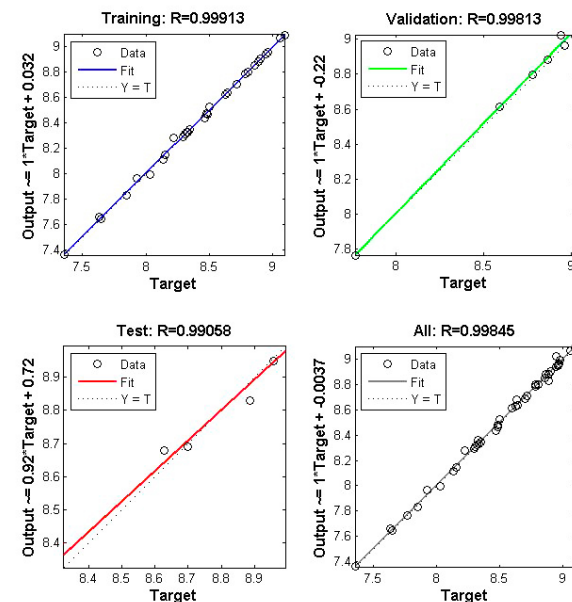 Training: R=0.99913
Output ~= 1*Target + 0.032
9
8.8
8.6
8.4
8.2
8
7.8
7.6
7.4
Data
Fit
Y = T
7.5
8
8.5
9
Target
Validation: R=0.99813
Output ~= 1*Target + -0.22
9
8.8
8.6
8.4
8.2
8
7.8
Data
Fit
Y = T
8
8.5
9
Target
Test: R=0.99058
Output ~= 0.92*Target + 0.72
8.9
8.8
8.7
8.6
8.5
8.4
Data
Fit
Y = T
8.4
8.5
8.6
8.7
8.8
8.9
Target
All: R=0.99845
Output ~= 1*Target + -0.0037
9
8.8
8.6
8.4
8.2
8
7.8
7.6
7.4
Data
Fit
Y = T
7.5
8
8.5
9
Target